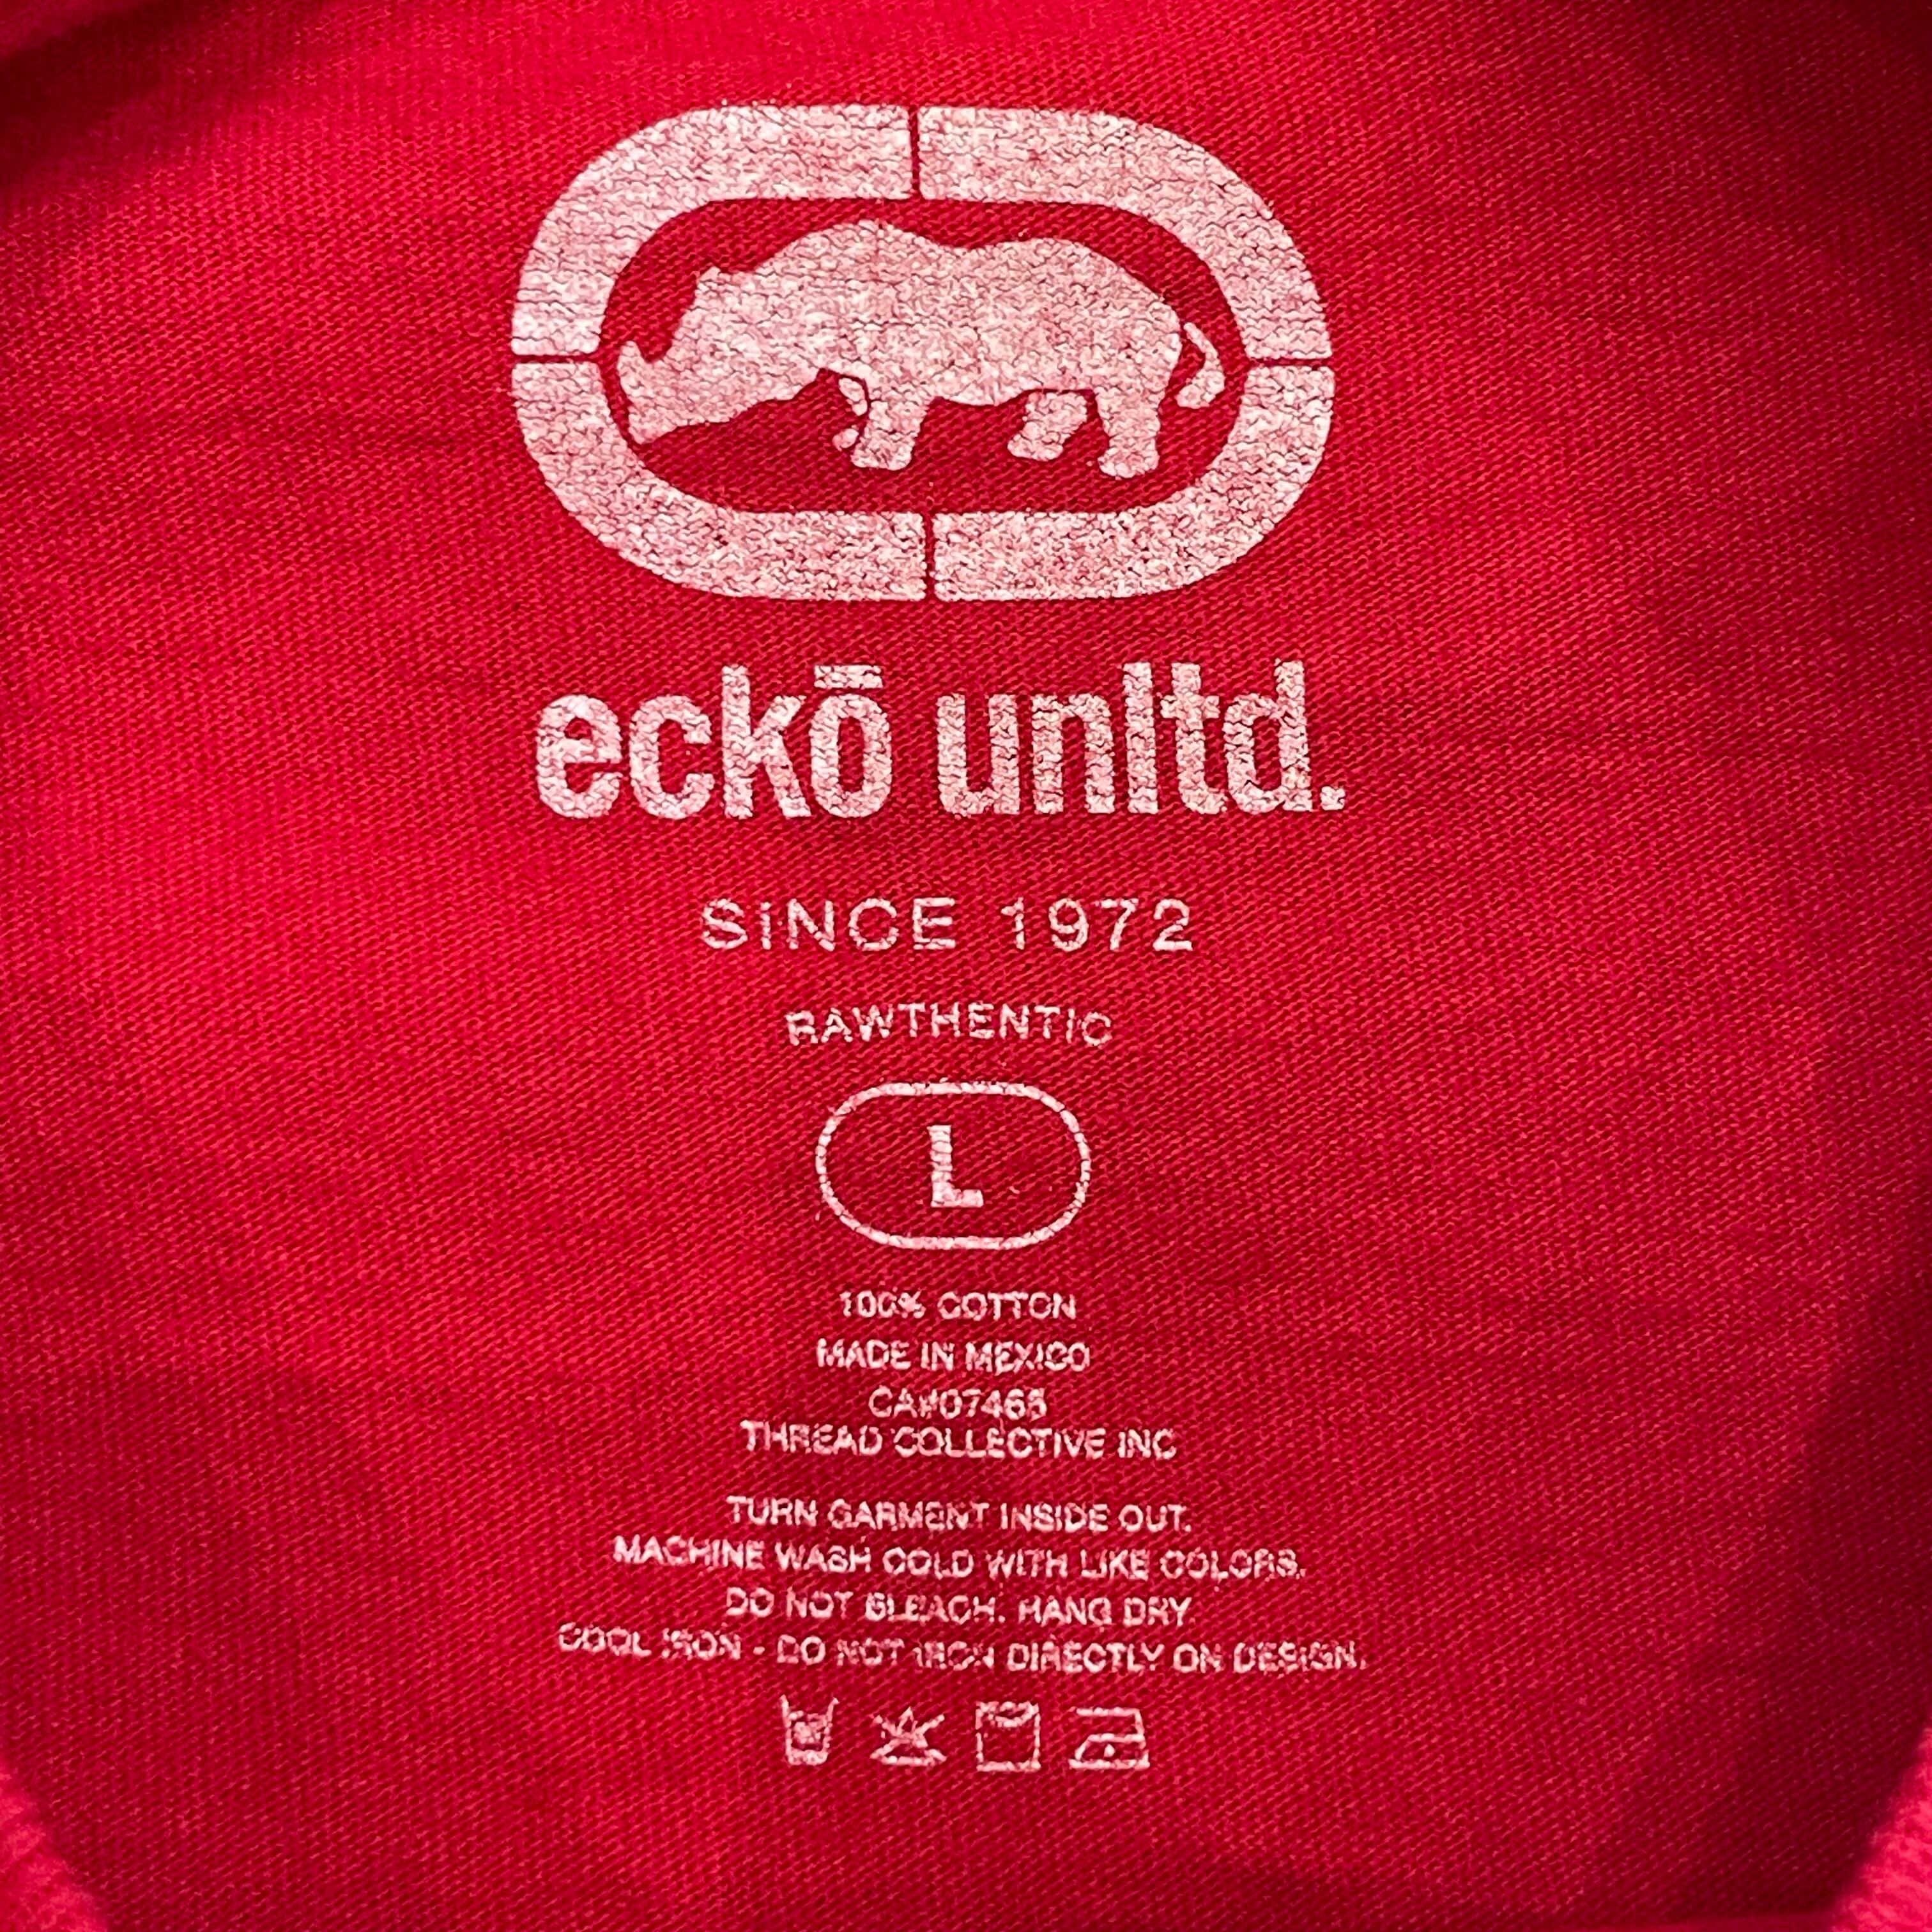 eckō unltd.
SiNCE 1972
RAWTHENTIC
L
100% COTTON
MADE IN MEXICO
CA#07465
THREAD COLLECTIVE INC
TURN GARMENT INSIDE OUT.
MACHINE WASH COLD WITH LIKE COLORS.
DO NOT BLEACH. HANG DRY.
COOL IRON - DO NOT IRON DIRECTLY ON DESIGN.